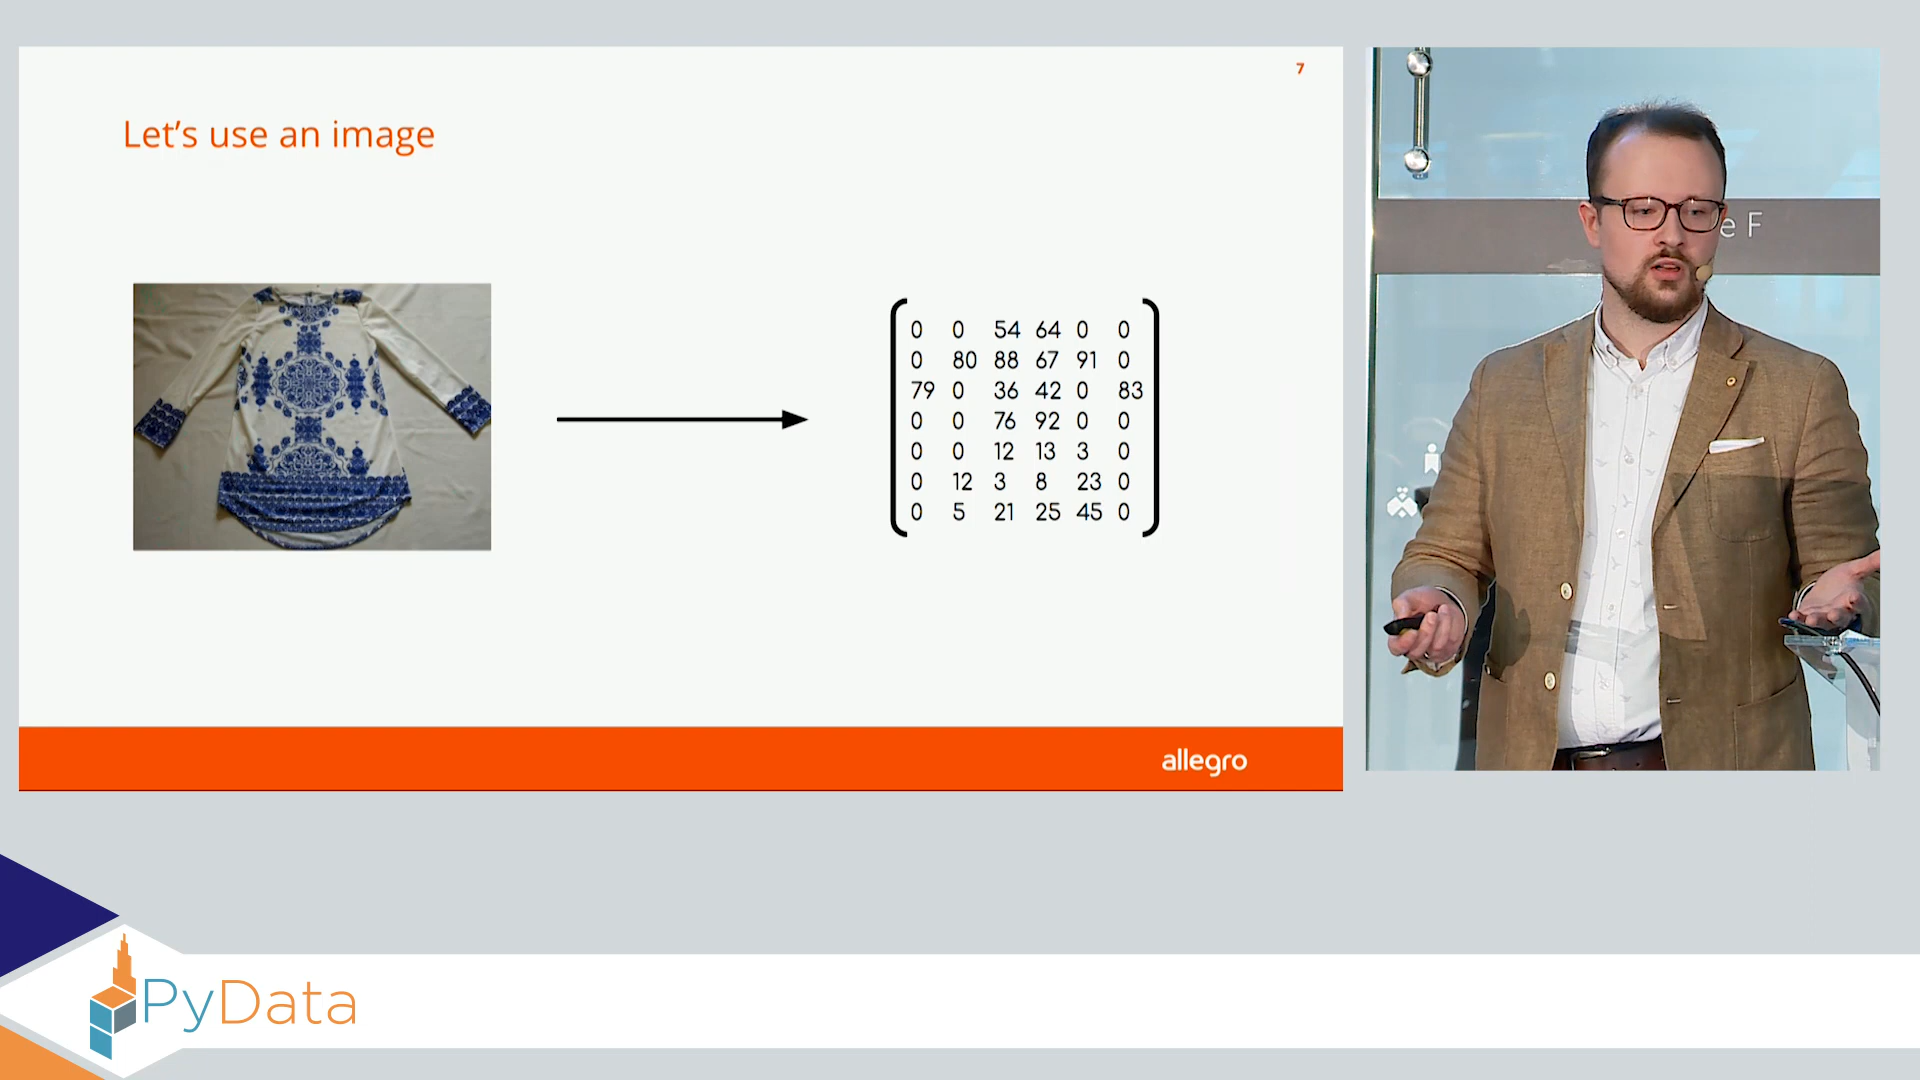 7
Let's use an image
0 0 54 64 0 0
0 80 88 67 91 0
79 0 36 42 0 83
0 0 76 92 0 0
0 0 12 13 3 0
0 12 3 8 23 0
0 5 21 25 45 0
allegro
e F
PyData